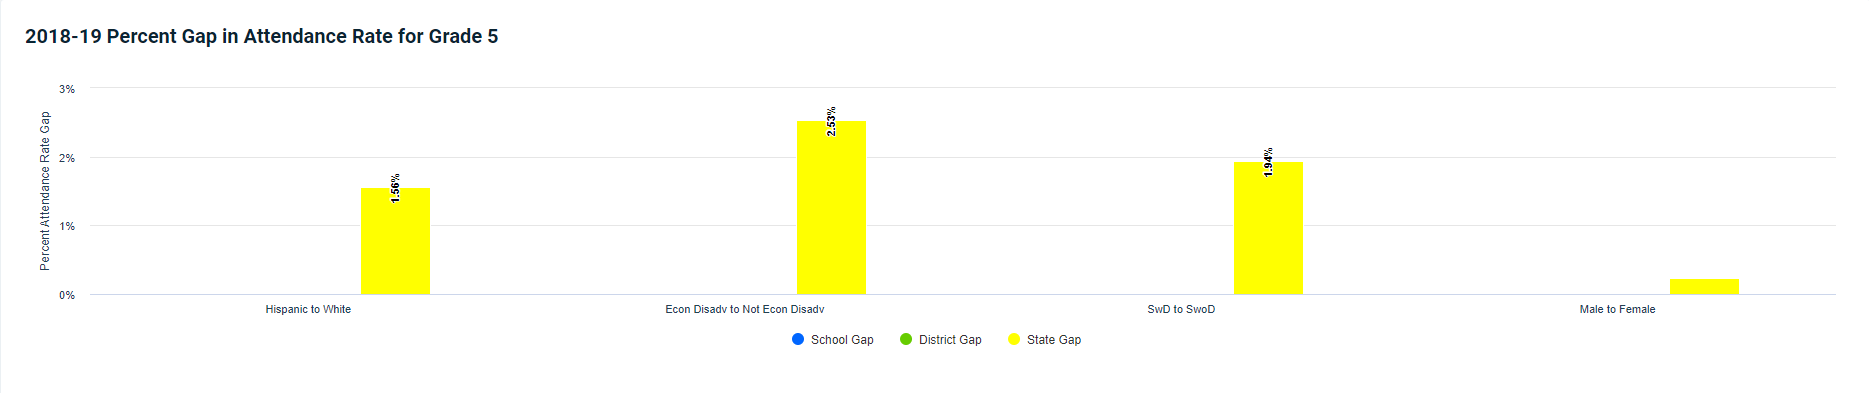 2018-19 Percent Gap in Attendance Rate for Grade 5
Percent Attendance Rate Gap
3%
2%
1%
0%
1.56%
2.53%
1.94%
Hispanic to White
Econ Disadv to Not Econ Disadv
SwD to SwoD
Male to Female
School Gap
District Gap
State Gap